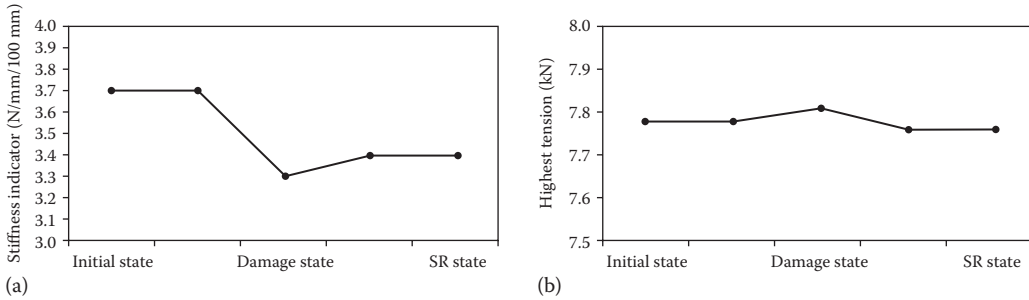 Stiffness indicator (N/mm/100 mm)
4.0
3.9
3.8
3.7
3.6
3.5
3.4
3.3
3.2
3.1
3.0
Initial state
Damage state
SR state
(a)
Highest tension (kN)
8.0
7.9
7.8
7.7
7.6
7.5
Initial state
Damage state
SR state
(b)